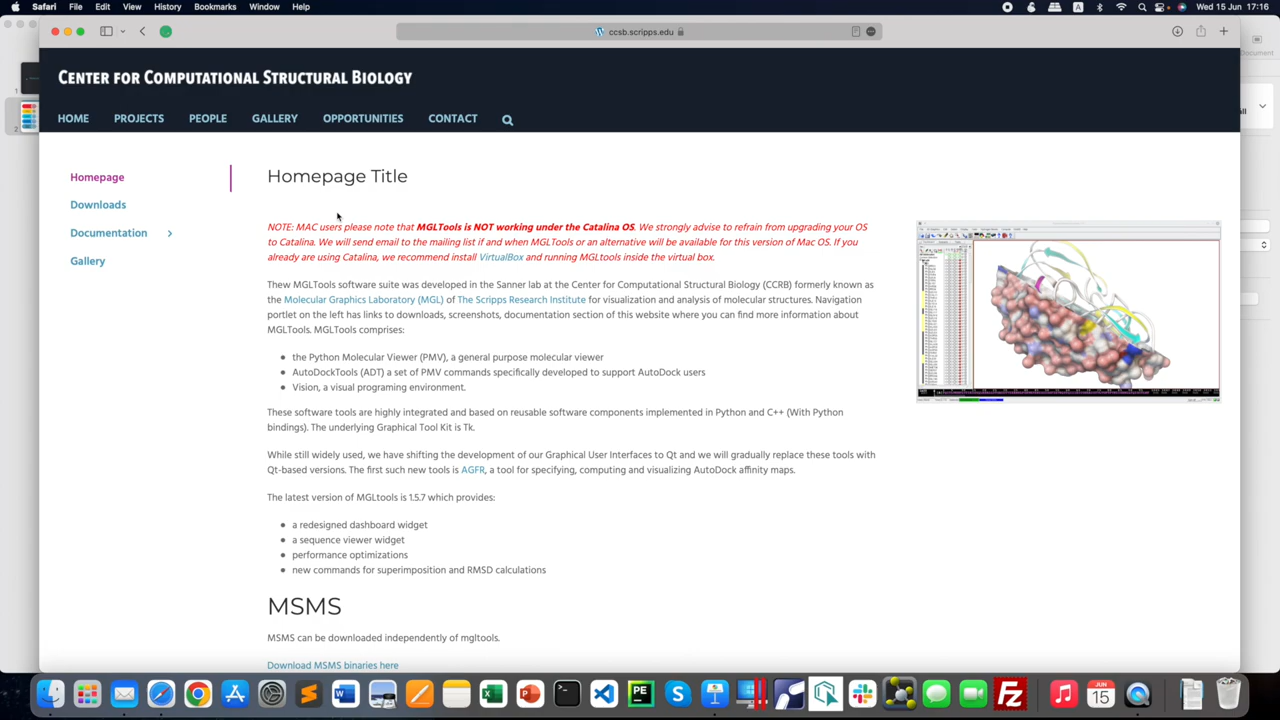 Safari File Edit View History Bookmarks Window Help
Wed 15 Jun 17:16
ccsb.scripps.edu
CENTER FOR COMPUTATIONAL STRUCTURAL BIOLOGY
HOME PROJECTS PEOPLE GALLERY OPPORTUNITIES CONTACT
Homepage
Downloads
Documentation
Gallery
Homepage Title
NOTE: MAC users please note that MGLTools is NOT working under the Catalina OS. We strongly advise to refrain from upgrading your OS
to Catalina. We will send email to the mailing list if and when MGLTools or an alternative will be available for this version of Mac OS. If you
already are using Catalina, we recommend install VirtualBox and running MGLtools inside the virtual box.
Thew MGLTools software suite was developed in the Sanner lab at the Center for Computational Structural Biology (CCRB) formerly known as
the Molecular Graphics Laboratory (MGL) of The Scripps Research Institute for visualization and analysis of molecular structures. Navigation
portlet on the left has links to downloads, screenshots, documentation section of this website where you can find more information about
MGLTools. MGLTools comprises:
the Python Molecular Viewer (PMV), a general purpose molecular viewer
AutoDockTools (ADT) a set of PMV commands specifically developed to support AutoDock users
Vision, a visual programing environment.
These software tools are highly integrated and based on reusable software components implemented in Python and C++ (With Python
bindings). The underlying Graphical Tool Kit is Tk.
While still widely used, we have shifting the development of our Graphical User Interfaces to Qt and we will gradually replace these tools with
Qt-based versions. The first such new tools is AGFR, a tool for specifying, computing and visualizing AutoDock affinity maps.
The latest version of MGLtools is 1.5.7 which provides:
a redesigned dashboard widget
a sequence viewer widget
performance optimizations
new commands for superimposition and RMSD calculations
MSMS
MSMS can be downloaded independently of mgltools.
Download MSMS binaries here